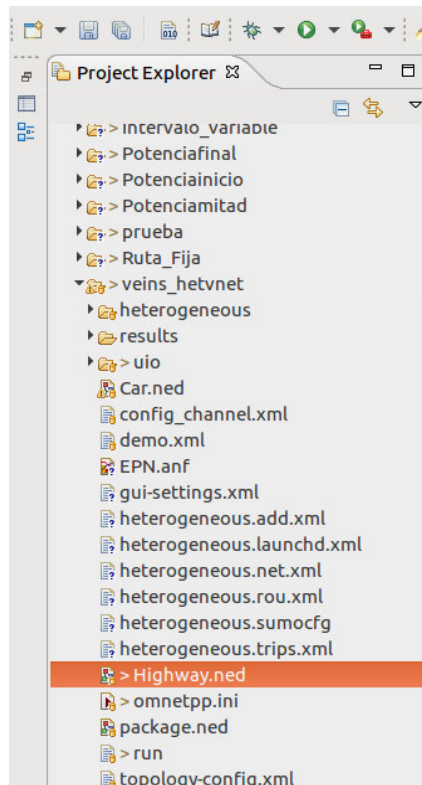 010
Project Explorer
> Intervalo_Variable
> Potenciafinal
> Potenciainicio
> Potenciamitad
> prueba
> Ruta_Fija
> veins_hetvnet
heterogeneous
results
> uio
Car.ned
config_channel.xml
demo.xml
EPN.anf
gui-settings.xml
heterogeneous.add.xml
heterogeneous.launchd.xml
heterogeneous.net.xml
heterogeneous.rou.xml
heterogeneous.sumocfg
heterogeneous.trips.xml
> Highway.ned
> omnetpp.ini
package.ned
> run
topology-config.xml